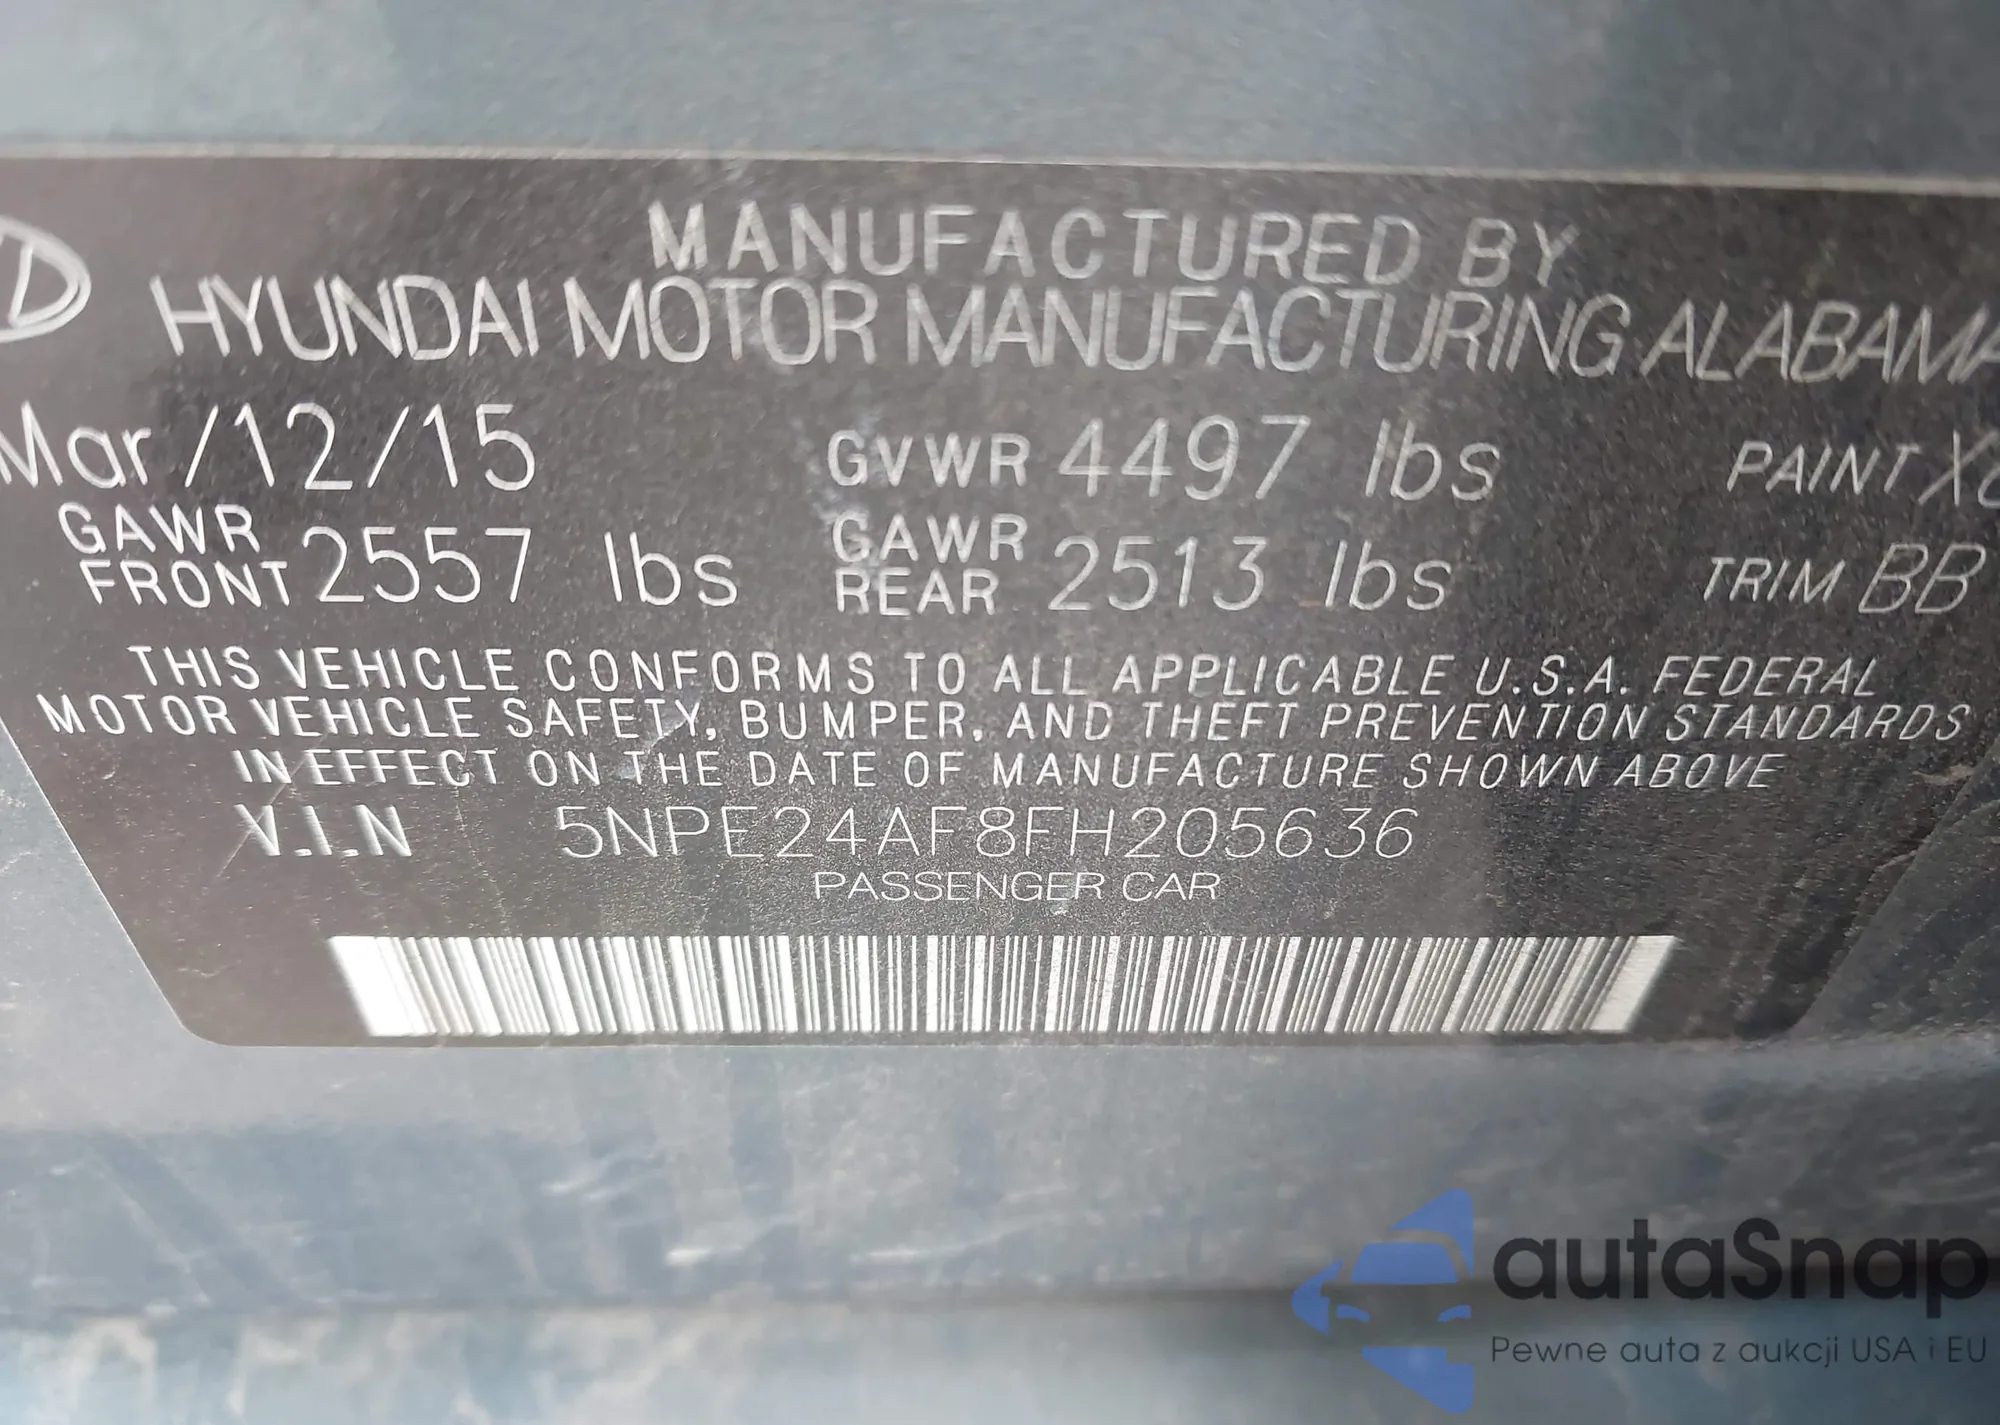 MANUFACTURED BY
HYUNDAI MOTOR MANUFACTURING ALABAMA
Mar/12/15 GVWR 4497 lbs PAINT
GAWR FRONT 2557 lbs GAWR REAR 2513 lbs TRIM BB
THIS VEHICLE CONFORMS TO ALL APPLICABLE U.S.A. FEDERAL
MOTOR VEHICLE SAFETY, BUMPER, AND THEFT PREVENTION STANDARDS
IN EFFECT ON THE DATE OF MANUFACTURE SHOWN ABOVE
V.I.N 5NPE24AF8FH205636
PASSENGER CAR
autaSnap
Pewne auta z aukcji USA i EU